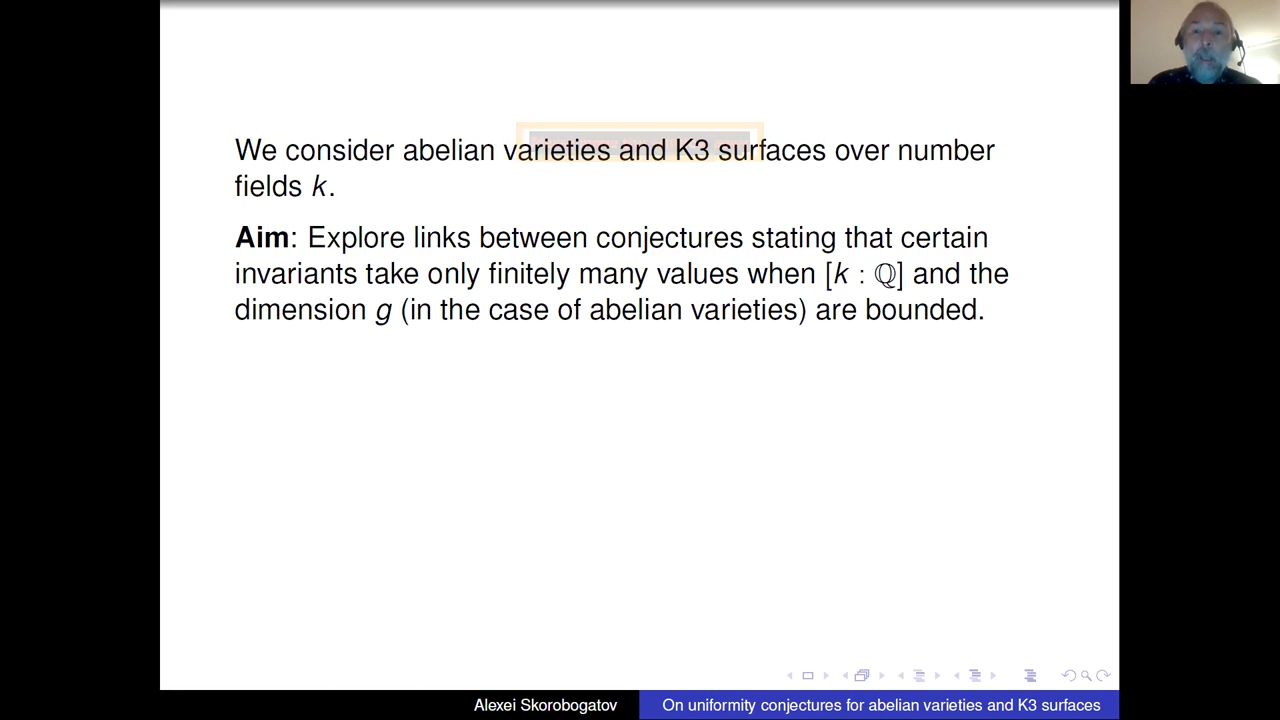 We consider abelian varieties and K3 surfaces over number
fields k.
Aim: Explore links between conjectures stating that certain
invariants take only finitely many values when [k : ℚ] and the
dimension g (in the case of abelian varieties) are bounded.
Alexei Skorobogatov
On uniformity conjectures for abelian varieties and K3 surfaces